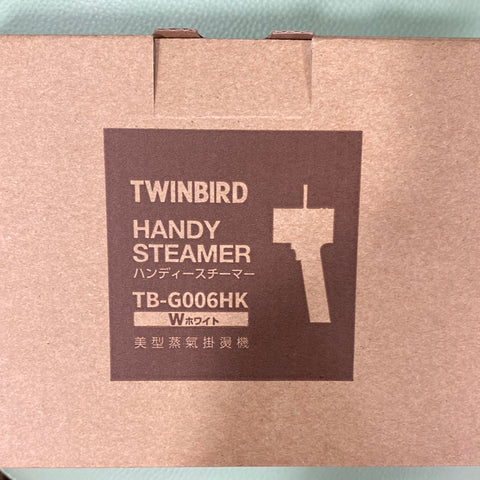 TWINBIRD
HANDY
STEAMER
ハンディースチーマー
TB-G006HK
Wホワイト
美型蒸氣掛燙機